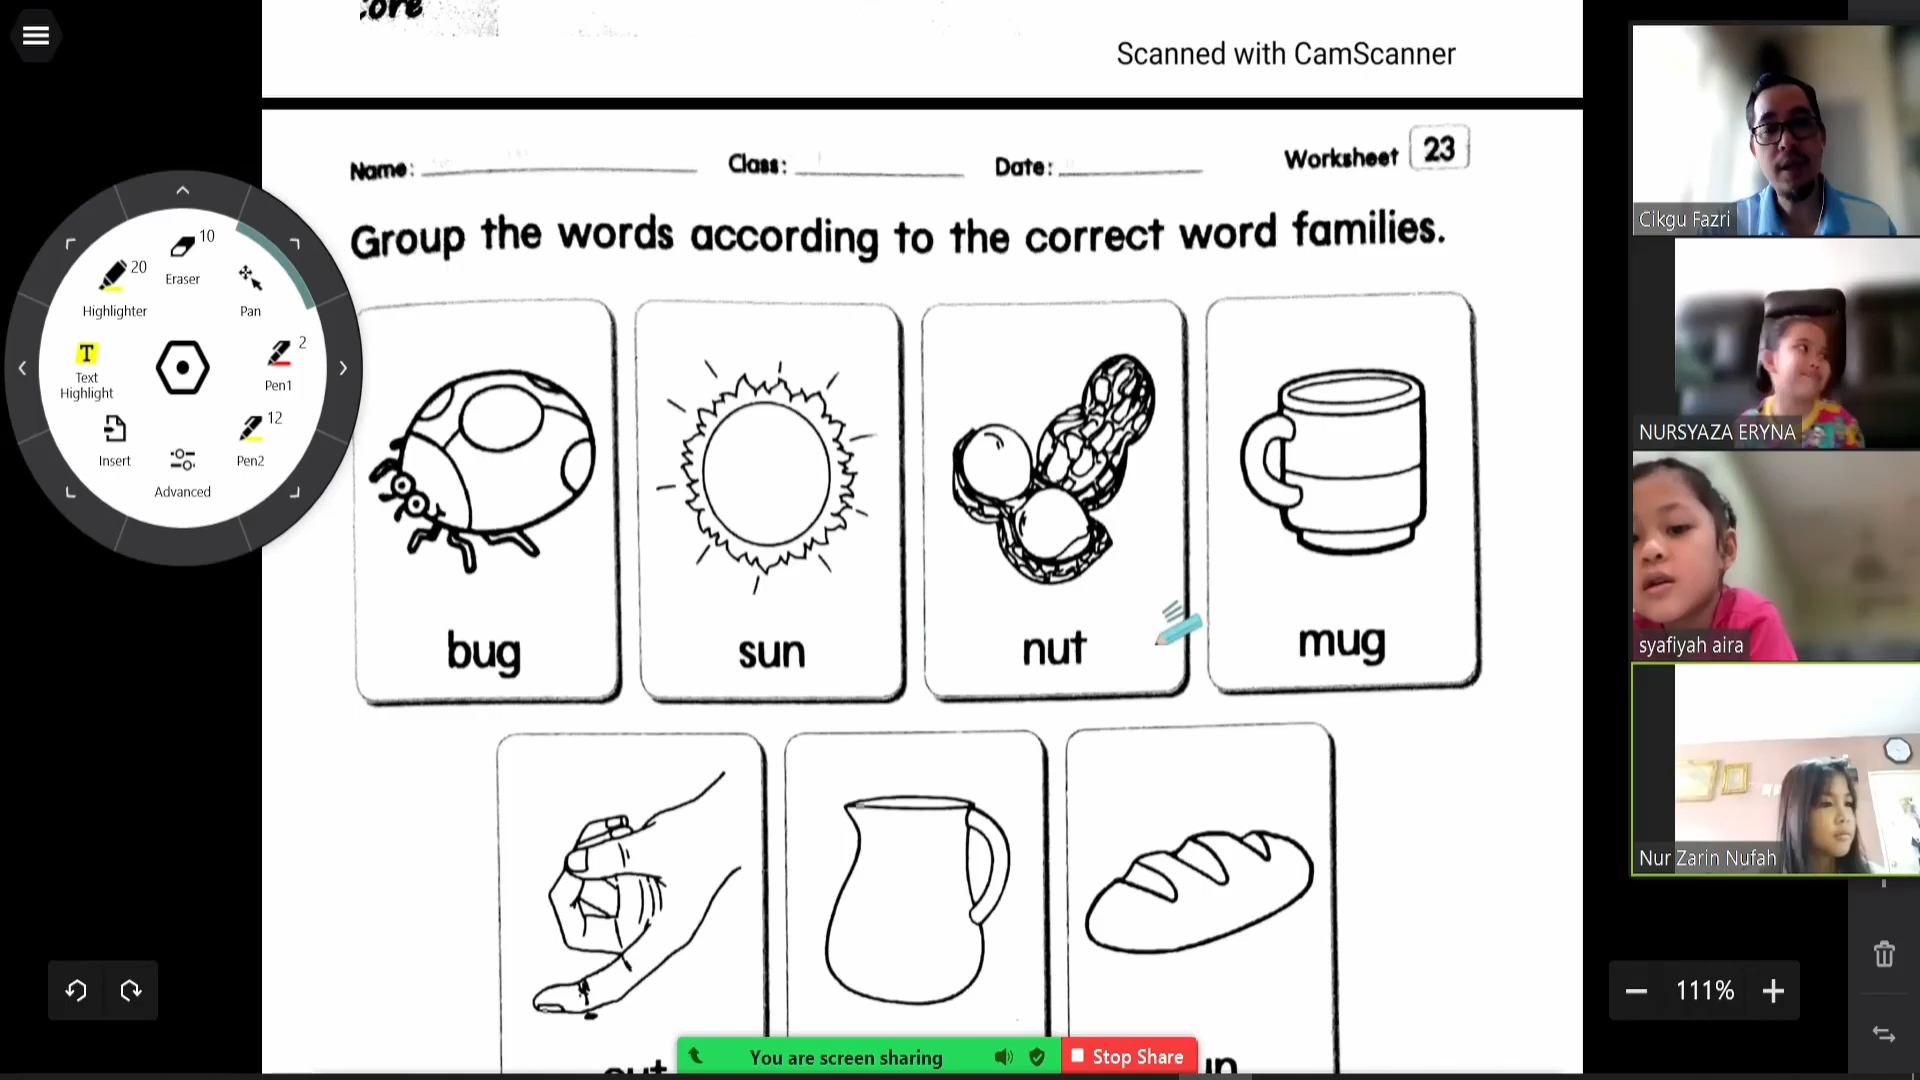 Scanned with CamScanner
Name:
Class:
Date:
Worksheet 23
Group the words according to the correct word families.
bug
sun
nut
mug
10
Eraser
20
Highlighter
Pan
T
Text
Highlight
2
Pen1
12
Pen2
Insert
Advanced
Cikgu Fazri
NURSYAZA ERYNA
syafiyah aira
Nur Zarin Nufah
111%
You are screen sharing
Stop Share